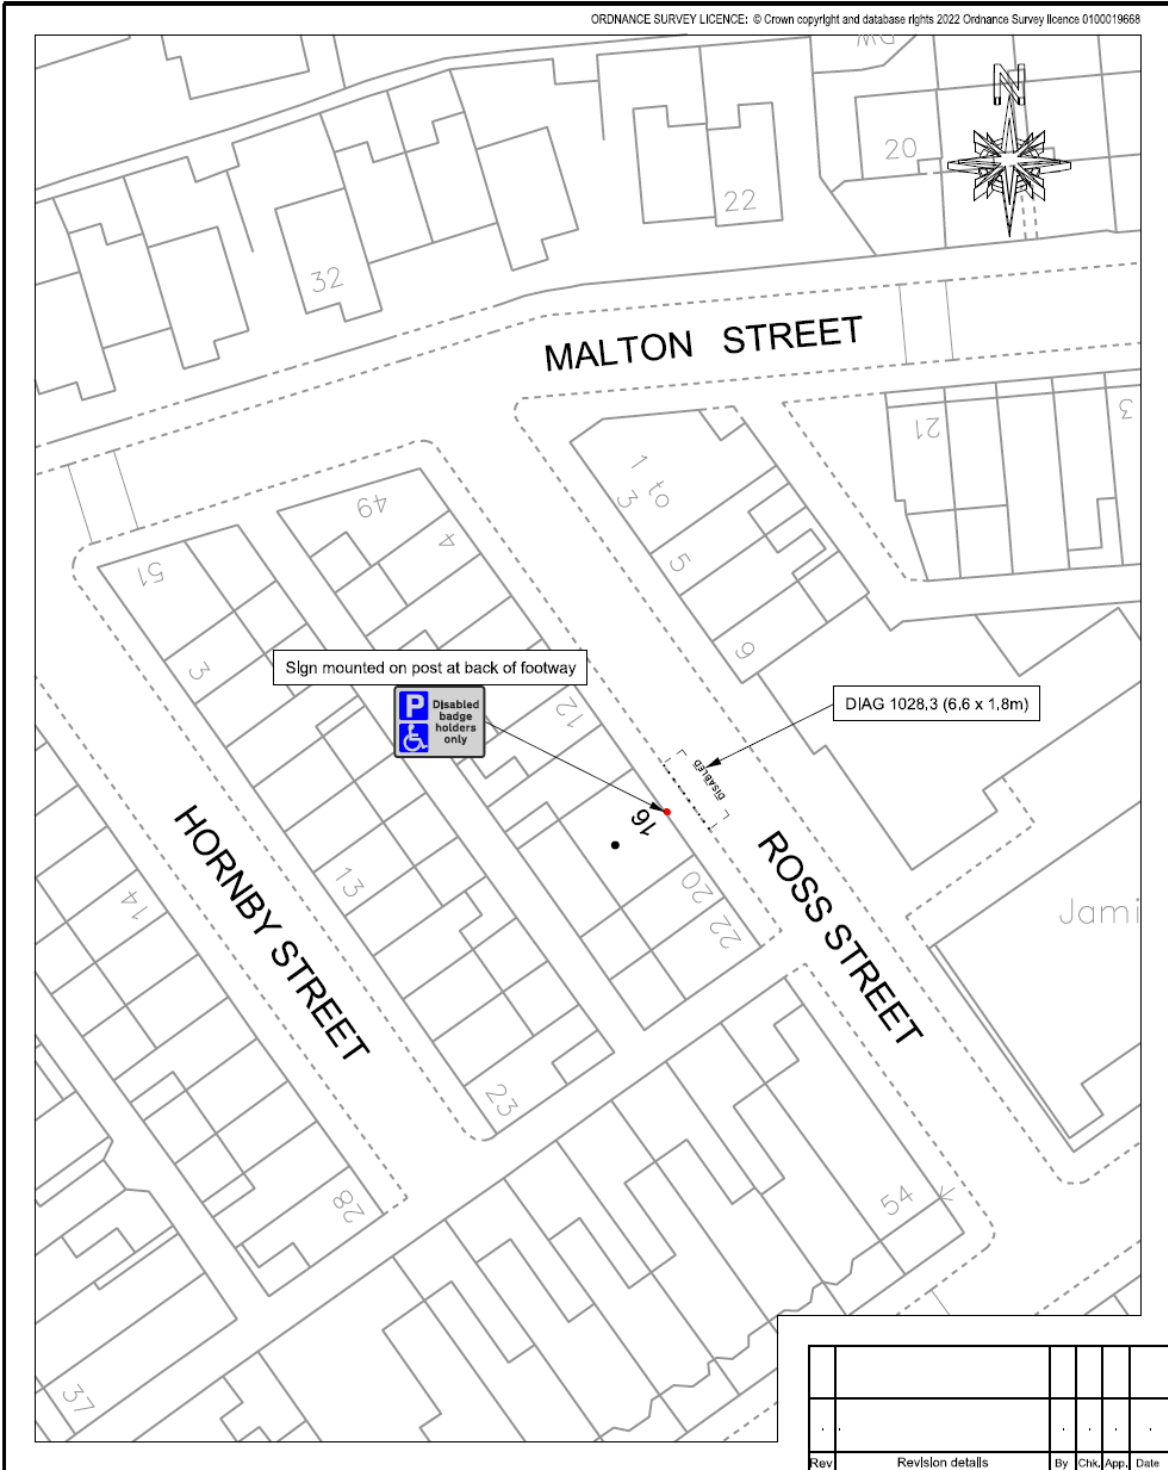 ORDNANCE SURVEY LICENCE: © Crown copyright and database rights 2022 Ordnance Survey licence 0100019668
N
20
22
32
MALTON STREET
21
3
1 to 3
49
4
5
51
3
9
Sign mounted on post at back of footway
P Disabled
badge
holders
only
12
DIAG 1028.3 (6.6 x 1.8m)
DISABLED
16
HORNBY STREET
ROSS STREET
13
14
20
22
Jami
23
28
54
37
Rev Revision details By Chk. App. Date